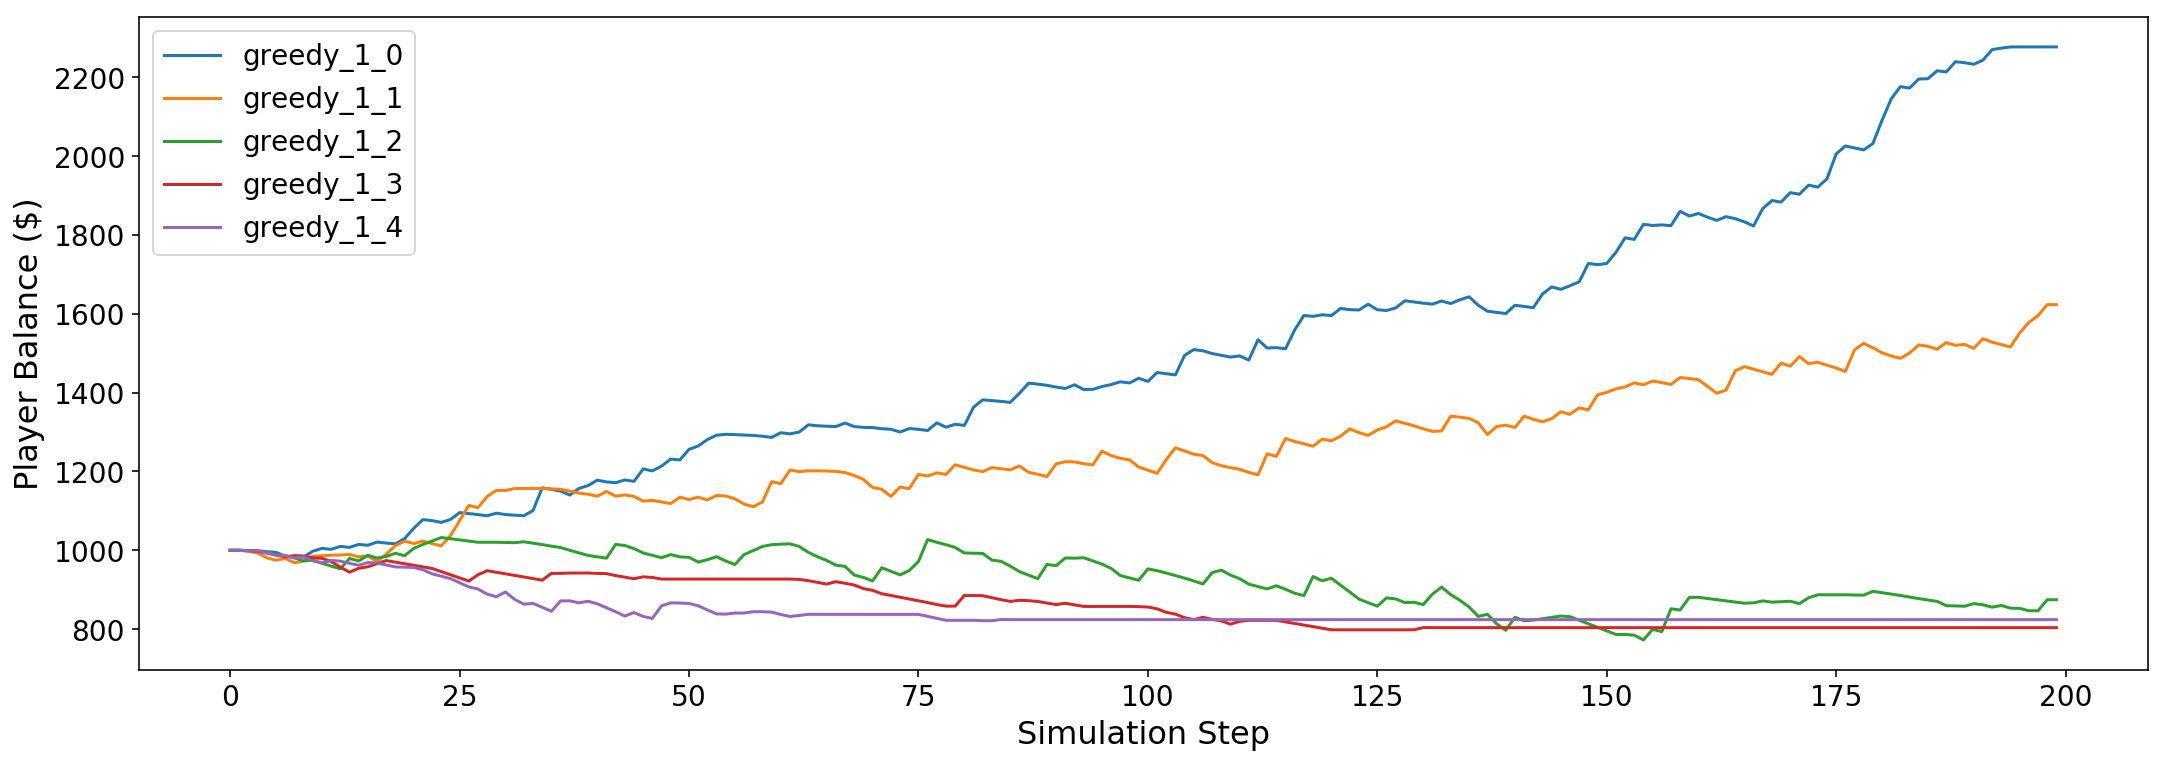 greedy_1_0
greedy_1_1
greedy_1_2
greedy_1_3
greedy_1_4
Player Balance ($)
2200
2000
1800
1600
1400
1200
1000
800
0 25 50 75 100 125 150 175 200
Simulation Step